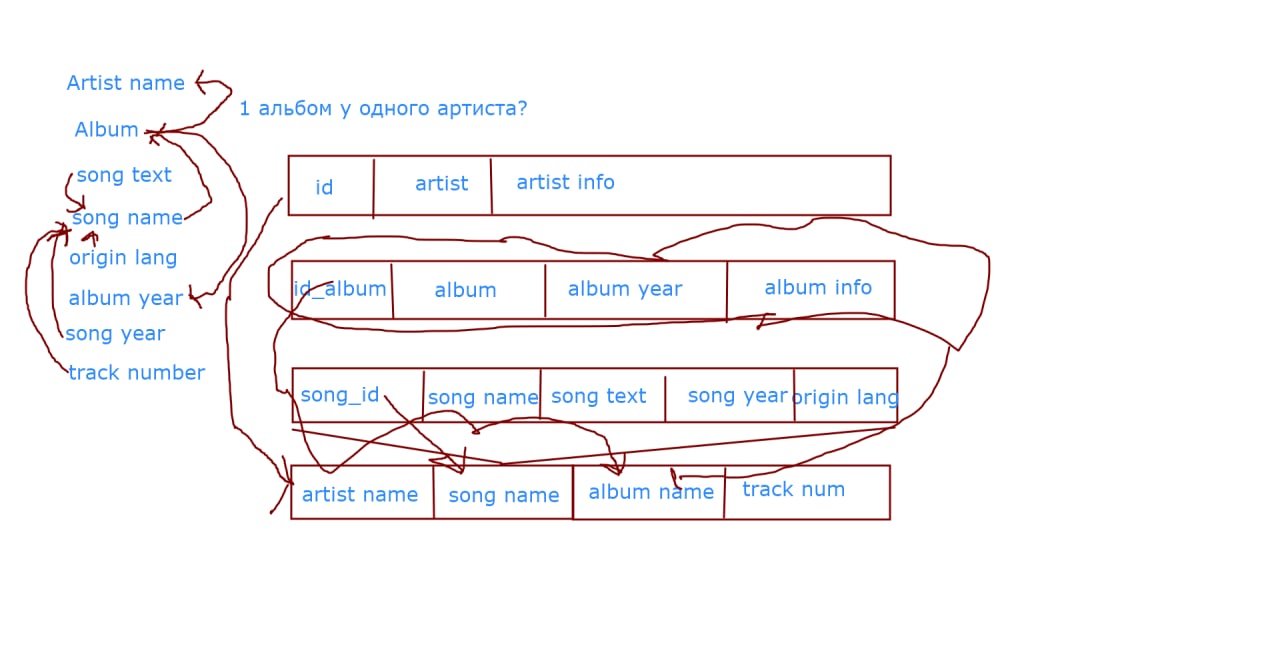 Artist name
1 альбом у одного артиста?
Album
song text
song name
origin lang
album year
song year
track number
id artist artist info
id_album album album year album info
song_id song name song text song year origin lang
artist name song name album name track num